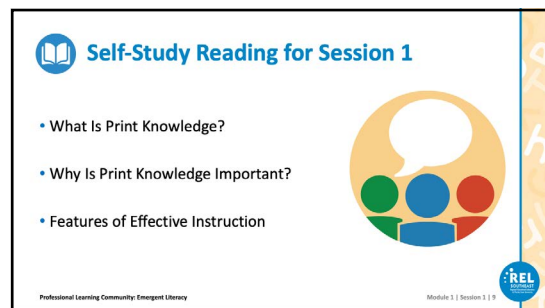 Self-Study Reading for Session 1
• What Is Print Knowledge?
• Why Is Print Knowledge Important?
• Features of Effective Instruction
Professional Learning Community: Emergent Literacy
Module 1 | Session 1 | 9
REL
SOUTHEAST